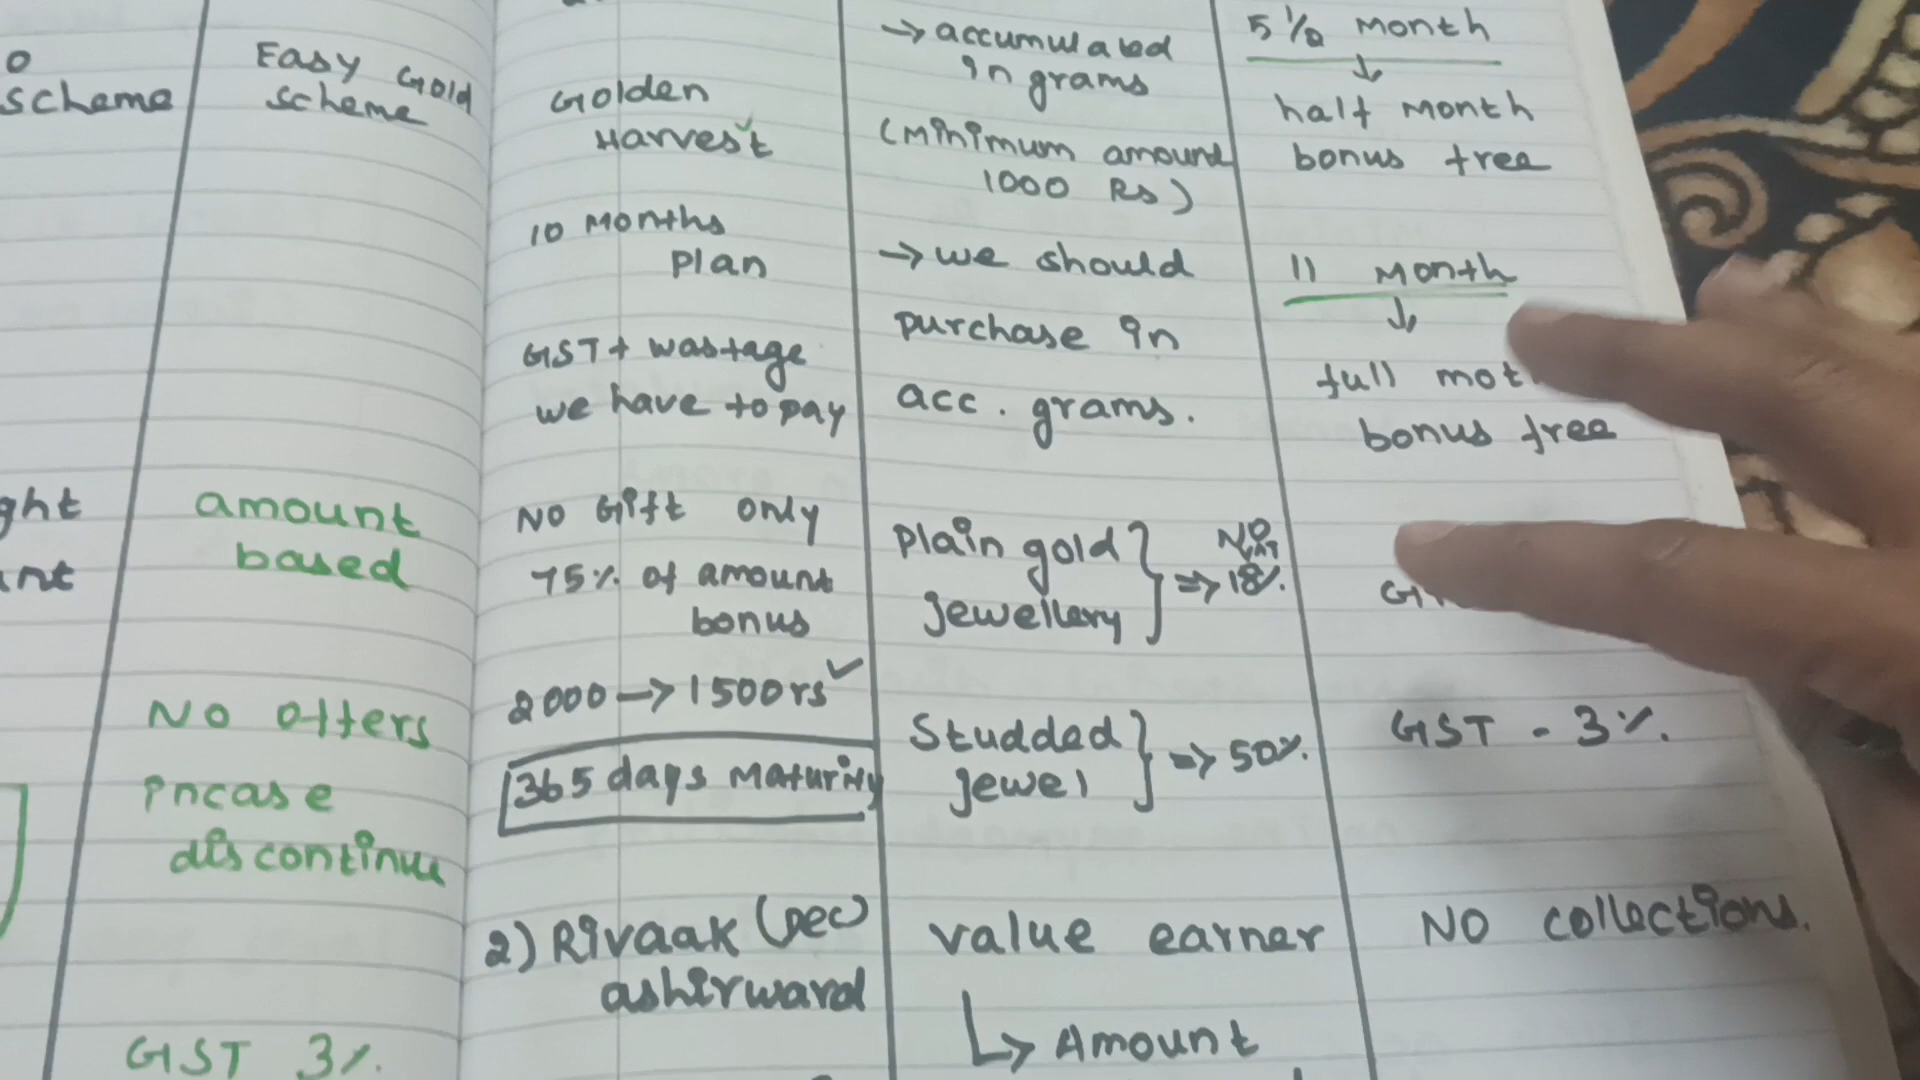 o
scheme
ght
Easy Gold
scheme
amount
based
No offers
incase
discontinue
GST 3%.
Golden
Harvest
10 Months
Plan
GST + wastage
we have to pay
NO Gift only
75%. of amount
bonus
2000 → 1500rs ✓
365 days Maturity
2) Rivaak (Dec)
ashirward
→ accumulated
in grams
(Minimum amount
1000 Rs)
→ we should
purchase in
acc. grams.
Plain gold
Jewellery
} ⇒ 18%.
NO
Studded
Jewel
} ⇒ 50%.
value earner
↳ Amount
5 1/2 Month
↓
half Month
bonus free
11 Month
↓
full
bonus free
GST - 3%.
NO collections.